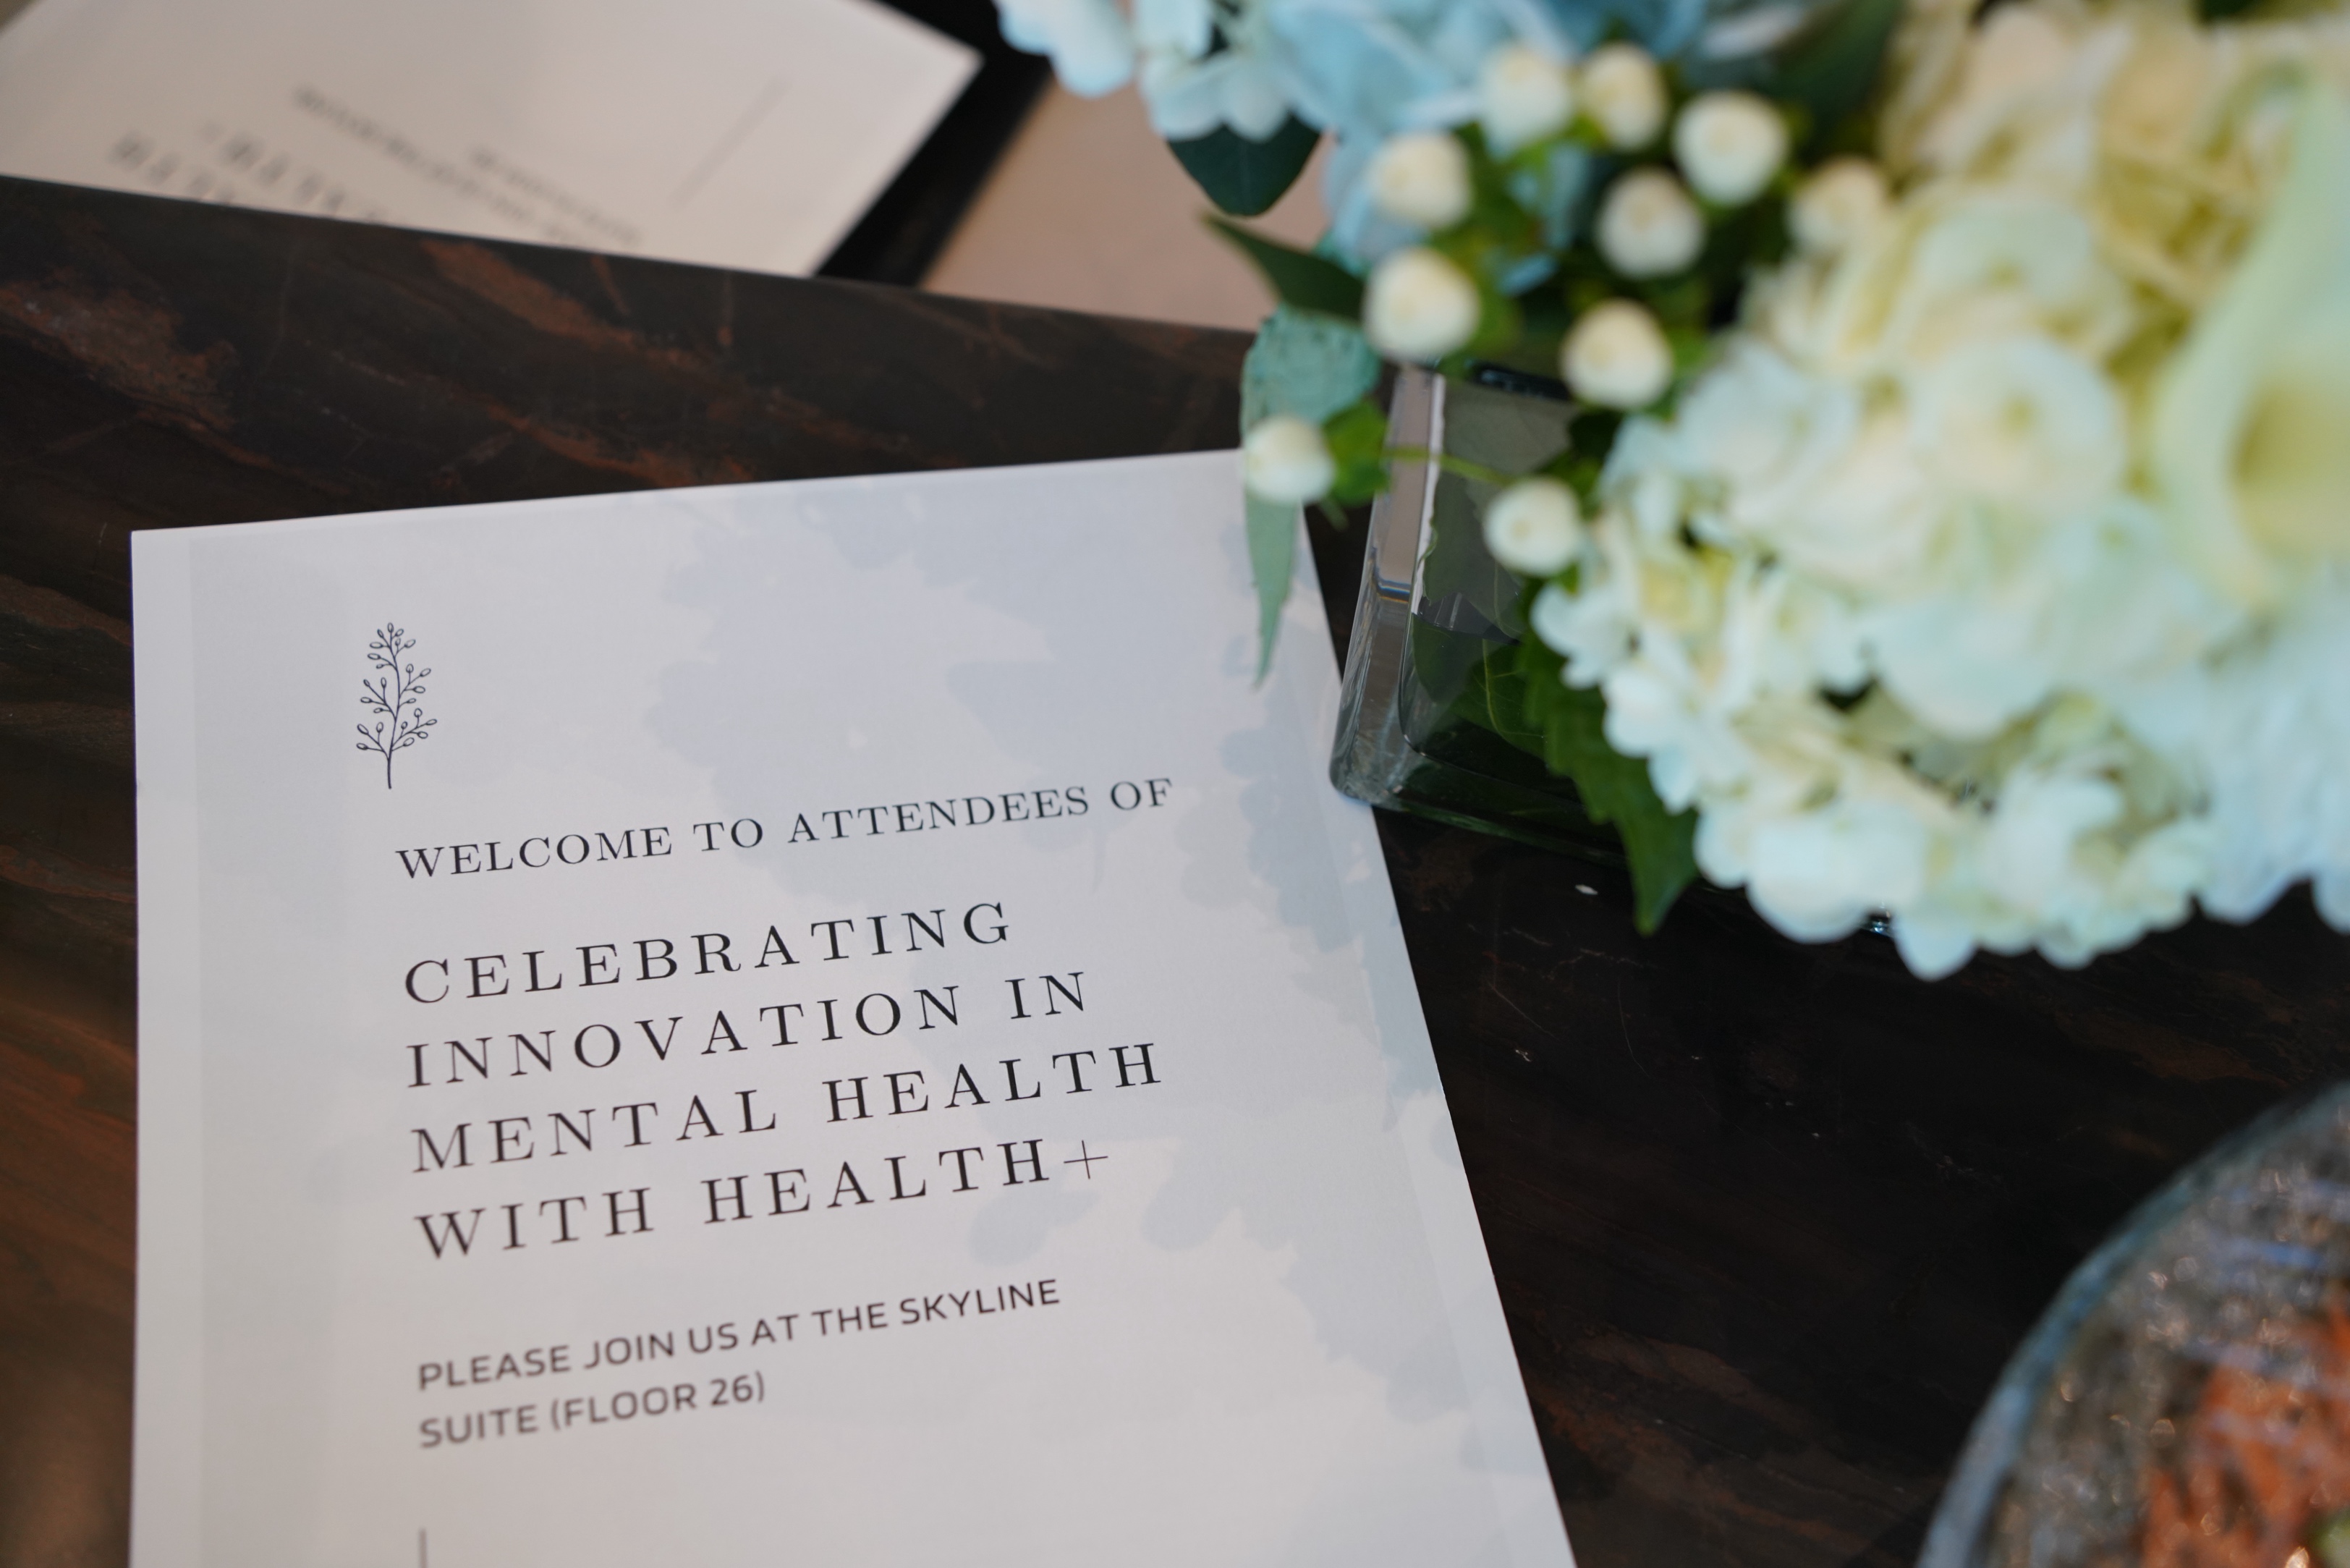 WELCOME TO ATTENDEES OF
CELEBRATING
INNOVATION IN
MENTAL HEALTH
WITH HEALTH+
PLEASE JOIN US AT THE SKYLINE
SUITE (FLOOR 26)